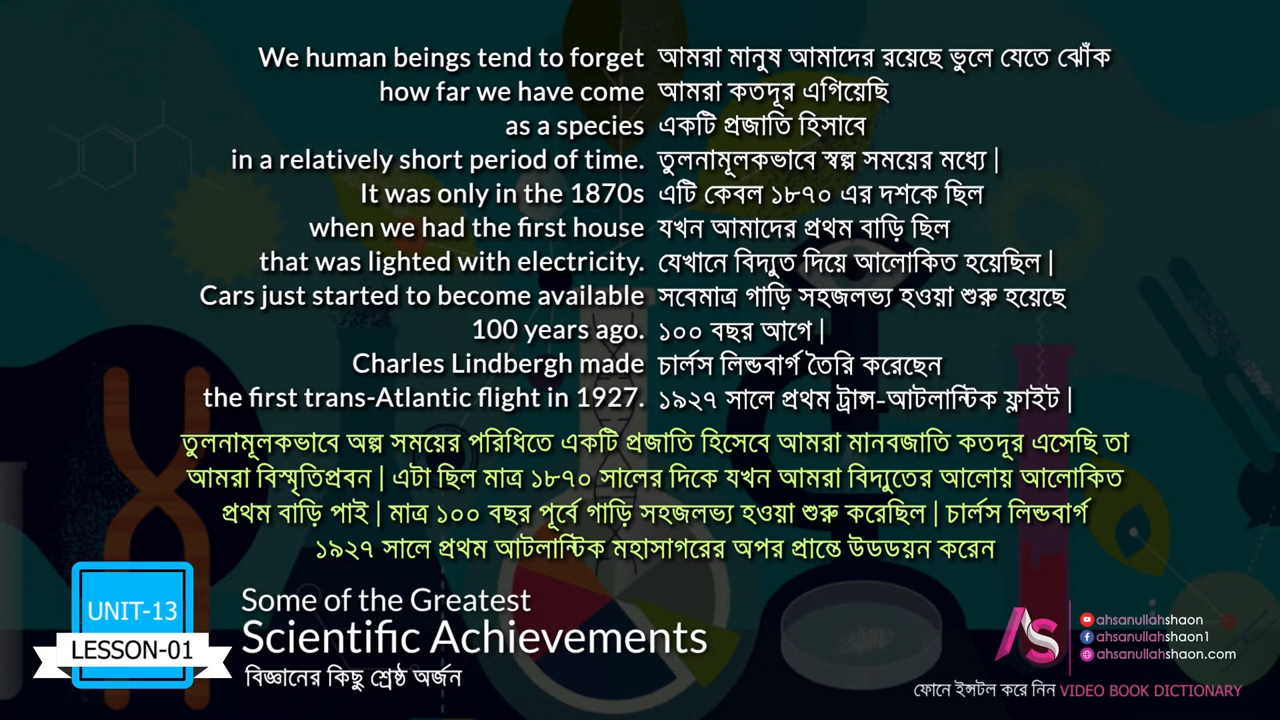 We human beings tend to forget আমরা মানুষ আমাদের রয়েছে ভুলে যেতে ঝোঁক
how far we have come আমরা কতদূর এগিয়েছি
as a species একটি প্রজাতি হিসাবে
in a relatively short period of time. তুলনামূলকভাবে স্বল্প সময়ের মধ্যে |
It was only in the 1870s এটি কেবল ১৮৭০ এর দশকে ছিল
when we had the first house যখন আমাদের প্রথম বাড়ি ছিল
that was lighted with electricity. যেখানে বিদ্যুত দিয়ে আলোকিত হয়েছিল |
Cars just started to become available সবেমাত্র গাড়ি সহজলভ্য হওয়া শুরু হয়েছে
100 years ago. ১০০ বছর আগে |
Charles Lindbergh made চার্লস লিন্ডবার্গ তৈরি করেছেন
the first trans-Atlantic flight in 1927. ১৯২৭ সালে প্রথম ট্রান্স-আটলান্টিক ফ্লাইট |
তুলনামূলকভাবে অল্প সময়ের পরিধিতে একটি প্রজাতি হিসেবে আমরা মানবজাতি কতদূর এসেছি তা
আমরা বিস্মৃতিপ্রবন | এটা ছিল মাত্র ১৮৭০ সালের দিকে যখন আমরা বিদ্যুতের আলোয় আলোকিত
প্রথম বাড়ি পাই | মাত্র ১০০ বছর পূর্বে গাড়ি সহজলভ্য হওয়া শুরু করেছিল | চার্লস লিন্ডবার্গ
১৯২৭ সালে প্রথম আটলান্টিক মহাসাগরের অপর প্রান্তে উডডয়ন করেন
UNIT-13
LESSON-01
Some of the Greatest
Scientific Achievements
বিজ্ঞানের কিছু শ্রেষ্ঠ অর্জন
AS
ahsanullahshaon
ahsanullahshaon1
ahsanullahshaon.com
ফোনে ইন্সটল করে নিন VIDEO BOOK DICTIONARY